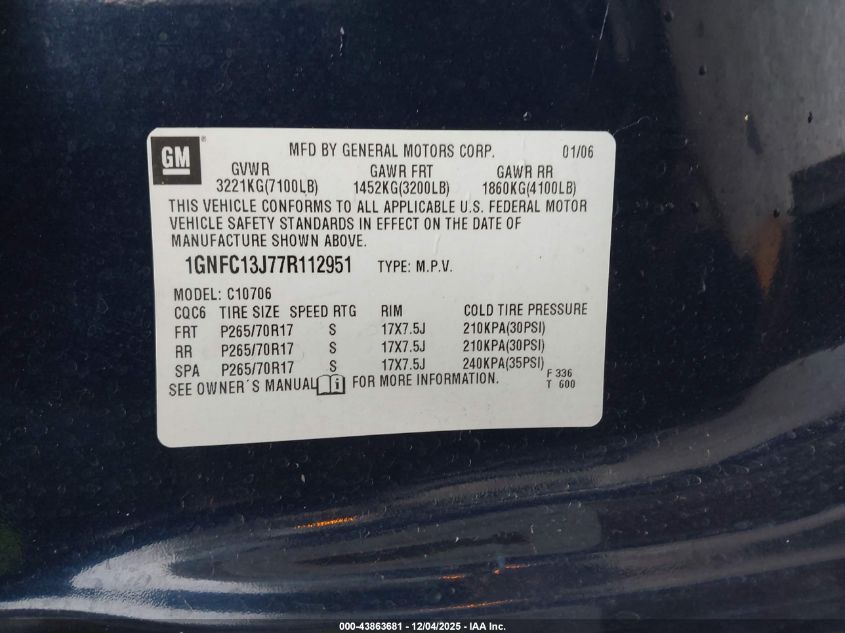 GM ®
MFD BY GENERAL MOTORS CORP. 01/06
GVWR GAWR FRT GAWR RR
3221KG(7100LB) 1452KG(3200LB) 1860KG(4100LB)
THIS VEHICLE CONFORMS TO ALL APPLICABLE U.S. FEDERAL MOTOR
VEHICLE SAFETY STANDARDS IN EFFECT ON THE DATE OF
MANUFACTURE SHOWN ABOVE.
1GNFC13J77R112951 TYPE: M.P.V.
MODEL: C10706
CQC6 TIRE SIZE SPEED RTG RIM COLD TIRE PRESSURE
FRT P265/70R17 S 17X7.5J 210KPA(30PSI)
RR P265/70R17 S 17X7.5J 210KPA(30PSI)
SPA P265/70R17 S 17X7.5J 240KPA(35PSI)
SEE OWNER´S MANUAL i FOR MORE INFORMATION. F 336
T 600
000-43863681 - 12/04/2025 - IAA Inc.